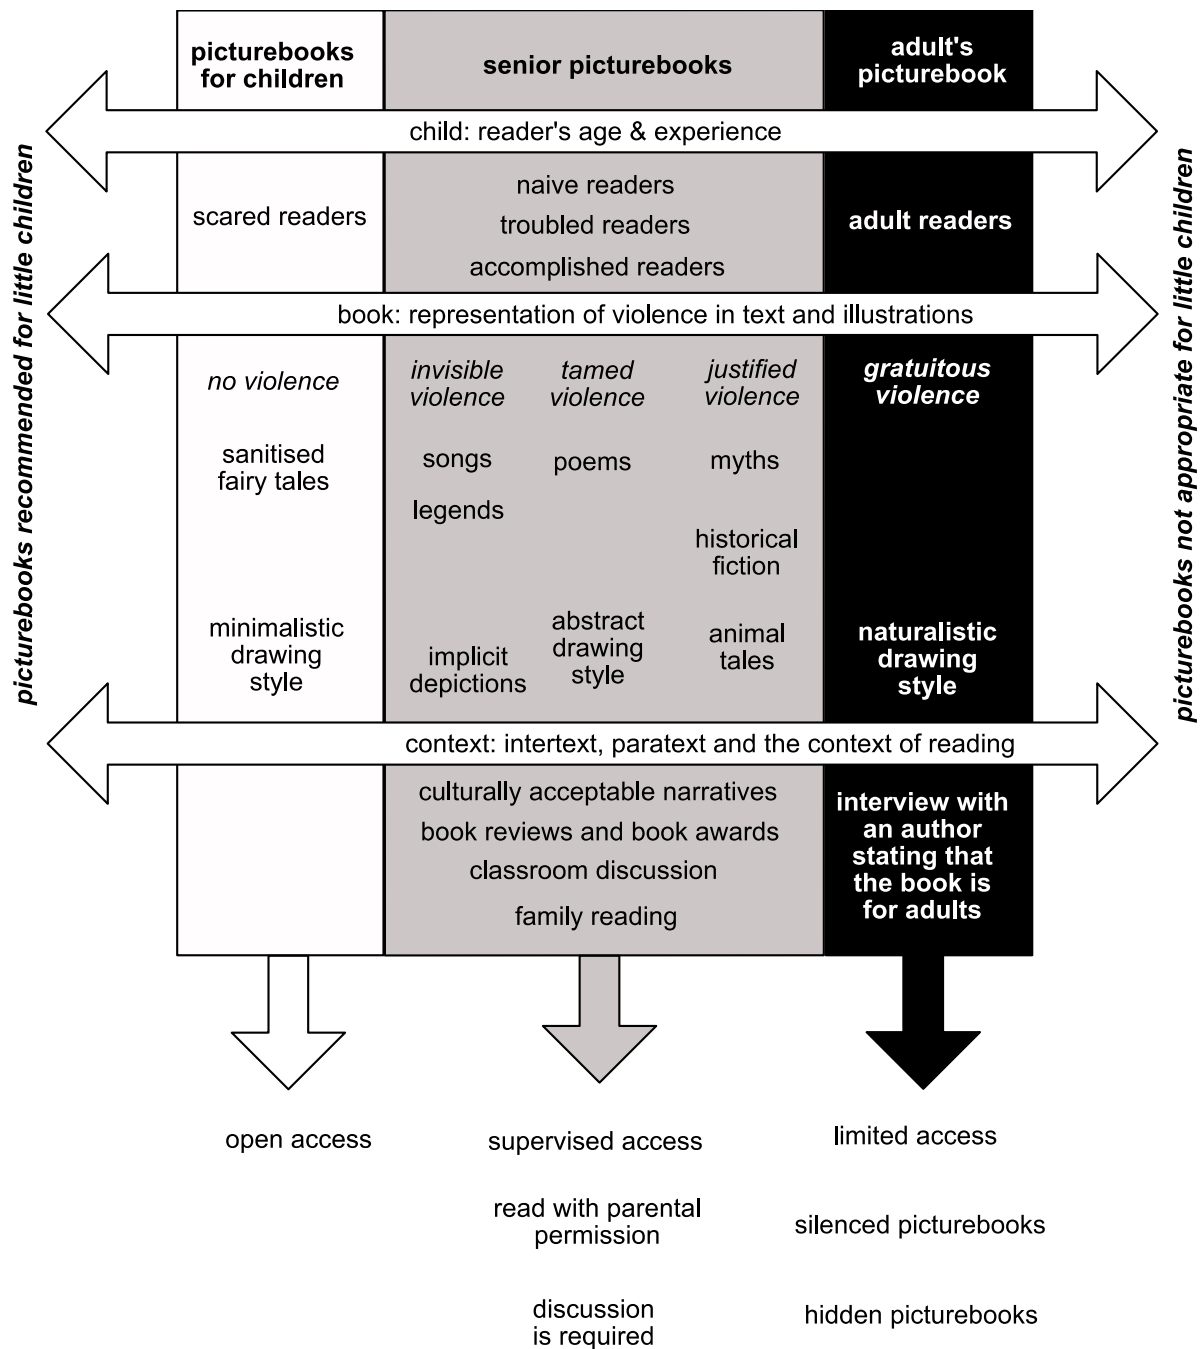 picturebooks
for children
senior picturebooks
adult's
picturebook
child: reader's age & experience
scared readers
naive readers
troubled readers
accomplished readers
adult readers
book: representation of violence in text and illustrations
no violence
invisible
violence
tamed
violence
justified
violence
gratuitous
violence
sanitised
fairy tales
songs
poems
myths
legends
historical
fiction
minimalistic
drawing
style
implicit
depictions
abstract
drawing
style
animal
tales
naturalistic
drawing
style
context: intertext, paratext and the context of reading
culturally acceptable narratives
book reviews and book awards
classroom discussion
family reading
interview with
an author
stating that
the book is
for adults
open access
supervised access
limited access
read with parental
permission
silenced picturebooks
discussion
is required
hidden picturebooks
picturebooks recommended for little children
picturebooks not appropriate for little children